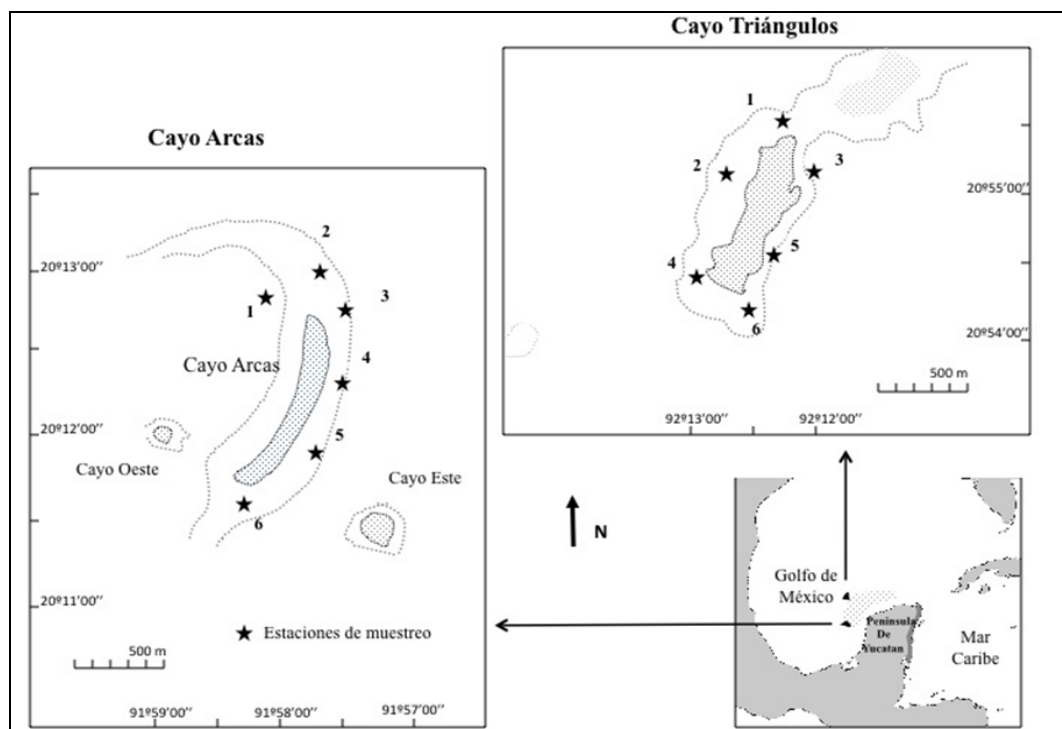 Cayo Triángulos
1
2
3
20º55'00''
5
4
6
20º54'00''
500 m
92º13'00''
92º12'00''
Cayo Arcas
2
20º13'00''
3
1
Cayo Arcas
4
20º12'00''
5
Cayo Oeste
Cayo Este
6
20º11'00''
Estaciones de muestreo
500 m
91º59'00''
91º58'00''
91º57'00''
N
Golfo de
México
Peninsula
De
Yucatan
Mar
Caribe